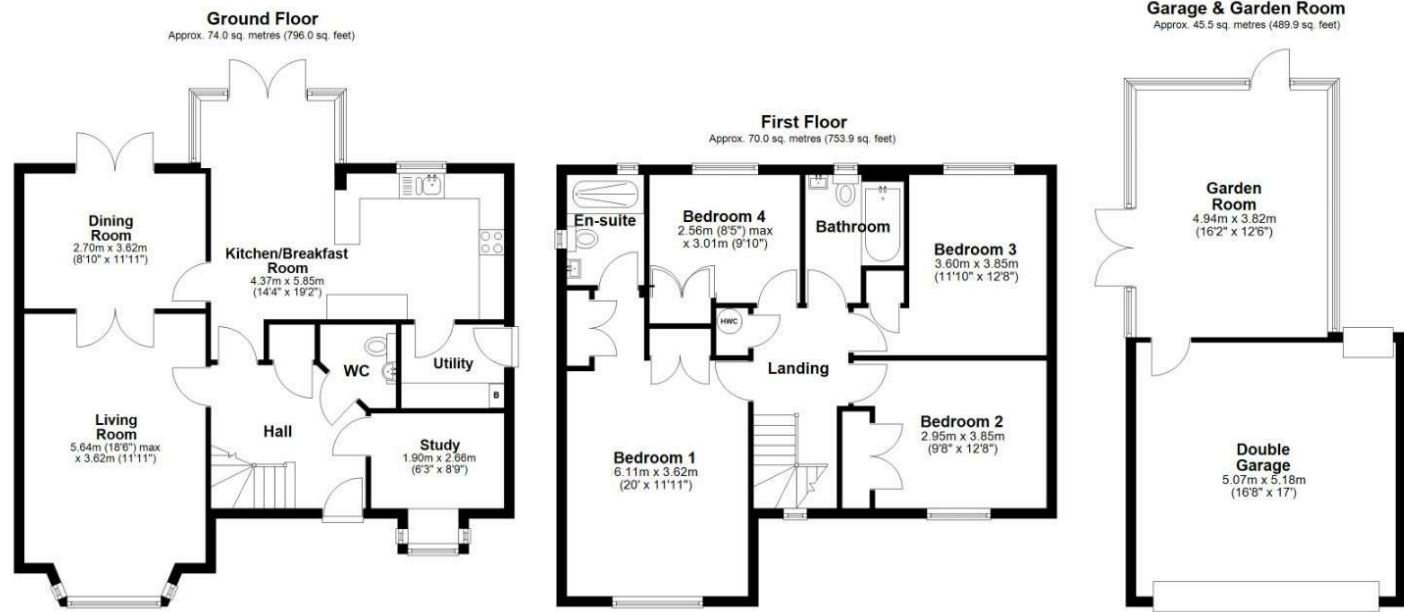 Ground Floor
Approx. 74.0 sq. metres (796.0 sq. feet)
Dining
Room
2.70m x 3.62m
(8'10" x 11'11")
Kitchen/Breakfast
Room
4.37m x 5.85m
(14'4" x 19'2")
Living
Room
5.64m (18'6") max
x 3.62m (11'11")
Hall
WC
Utility
B
Study
1.90m x 2.66m
(6'3" x 8'9")
First Floor
Approx. 70.0 sq. metres (753.9 sq. feet)
En-suite
Bedroom 4
2.56m (8'5") max
x 3.01m (9'10")
Bathroom
Bedroom 3
3.60m x 3.85m
(11'10" x 12'8")
HWC
Landing
Bedroom 1
6.11m x 3.62m
(20' x 11'11")
Bedroom 2
2.95m x 3.85m
(9'8" x 12'8")
Garage & Garden Room
Approx. 45.5 sq. metres (489.9 sq. feet)
Garden
Room
4.94m x 3.82m
(16'2" x 12'6")
Double
Garage
5.07m x 5.18m
(16'8" x 17')